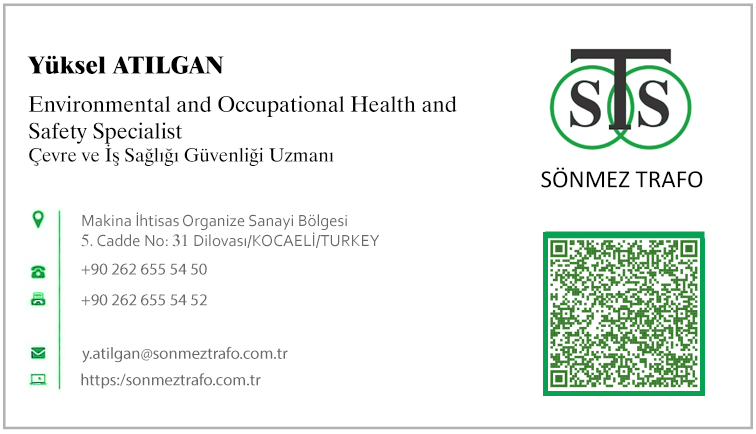 Yüksel ATILGAN
Environmental and Occupational Health and
Safety Specialist
Çevre ve İş Sağlığı Güvenliği Uzmanı
STS
SÖNMEZ TRAFO
Makina İhtisas Organize Sanayi Bölgesi
5. Cadde No: 31 Dilovası/KOCAELİ/TURKEY
+90 262 655 54 50
+90 262 655 54 52
y.atilgan@sonmeztrafo.com.tr
https:/sonmeztrafo.com.tr